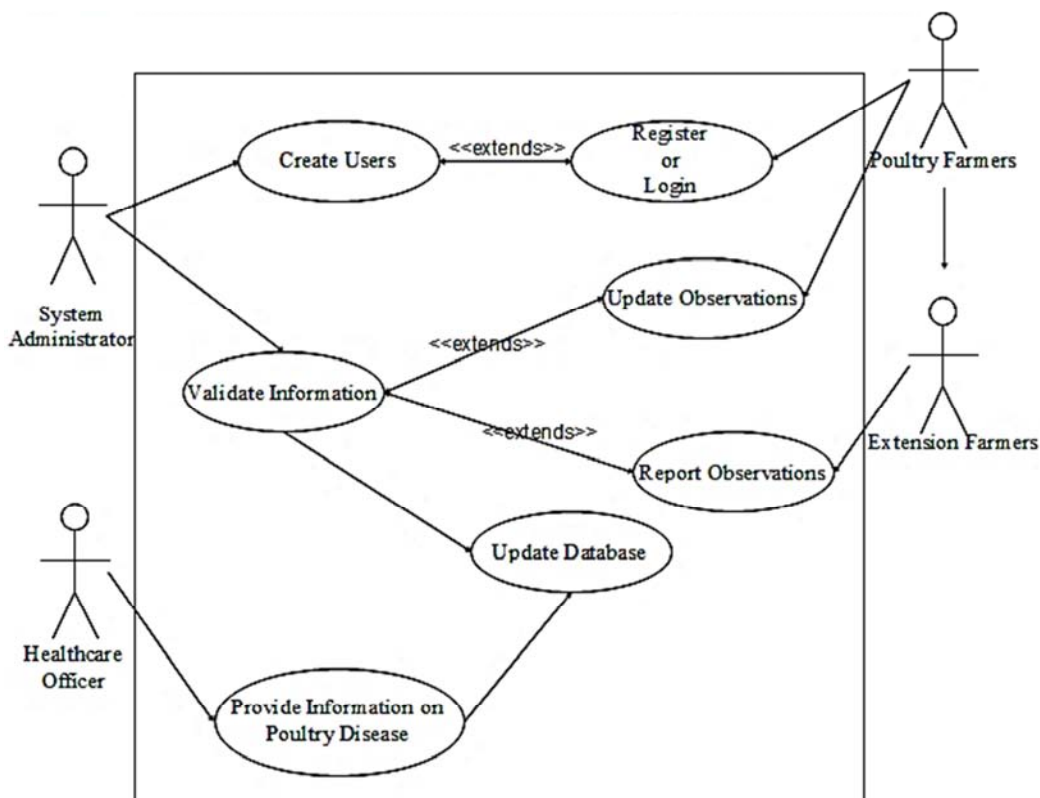 Create Users
<<extends>>
Register
or
Login
Poultry Farmers
System
Administrator
Update Observations
<<extends>>
Validate Information
<<extends>>
Report Observations
Extension Farmers
Update Database
Healthcare
Officer
Provide Information on
Poultry Disease